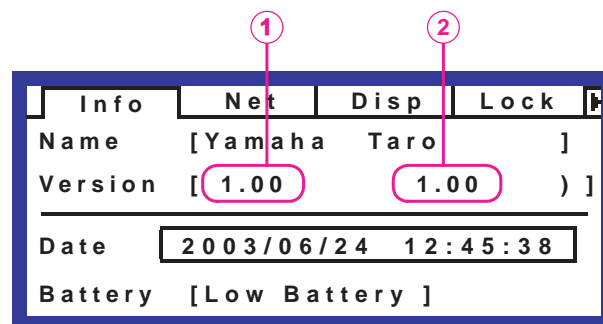 1 2
Info Net Disp Lock
Name [Yamaha Taro ]
Version [ 1.00 1.00 ) ]
Date 2003/06/24 12:45:38
Battery [Low Battery ]